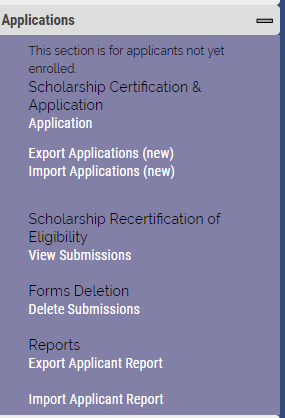 Applications
This section is for applicants not yet
enrolled.
Scholarship Certification &
Application
Application
Export Applications (new)
Import Applications (new)
Scholarship Recertification of
Eligibility
View Submissions
Forms Deletion
Delete Submissions
Reports
Export Applicant Report
Import Applicant Report